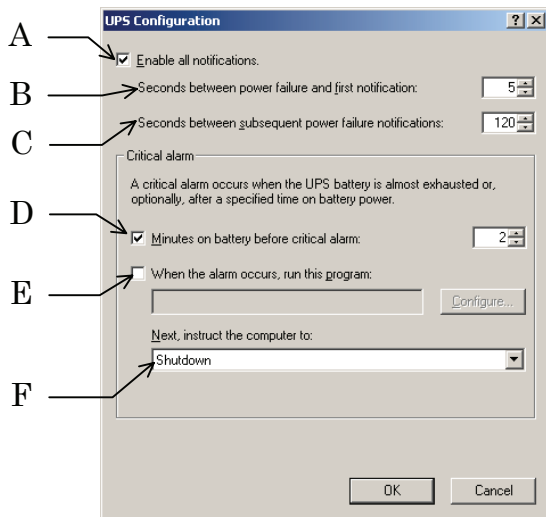 UPS Configuration
A
Enable all notifications.
B
Seconds between power failure and first notification: 5
C
Seconds between subsequent power failure notifications: 120
Critical alarm
A critical alarm occurs when the UPS battery is almost exhausted or,
optionally, after a specified time on battery power.
D
Minutes on battery before critical alarm: 2
E
When the alarm occurs, run this program:
Configure...
Next, instruct the computer to:
F
Shutdown
OK Cancel